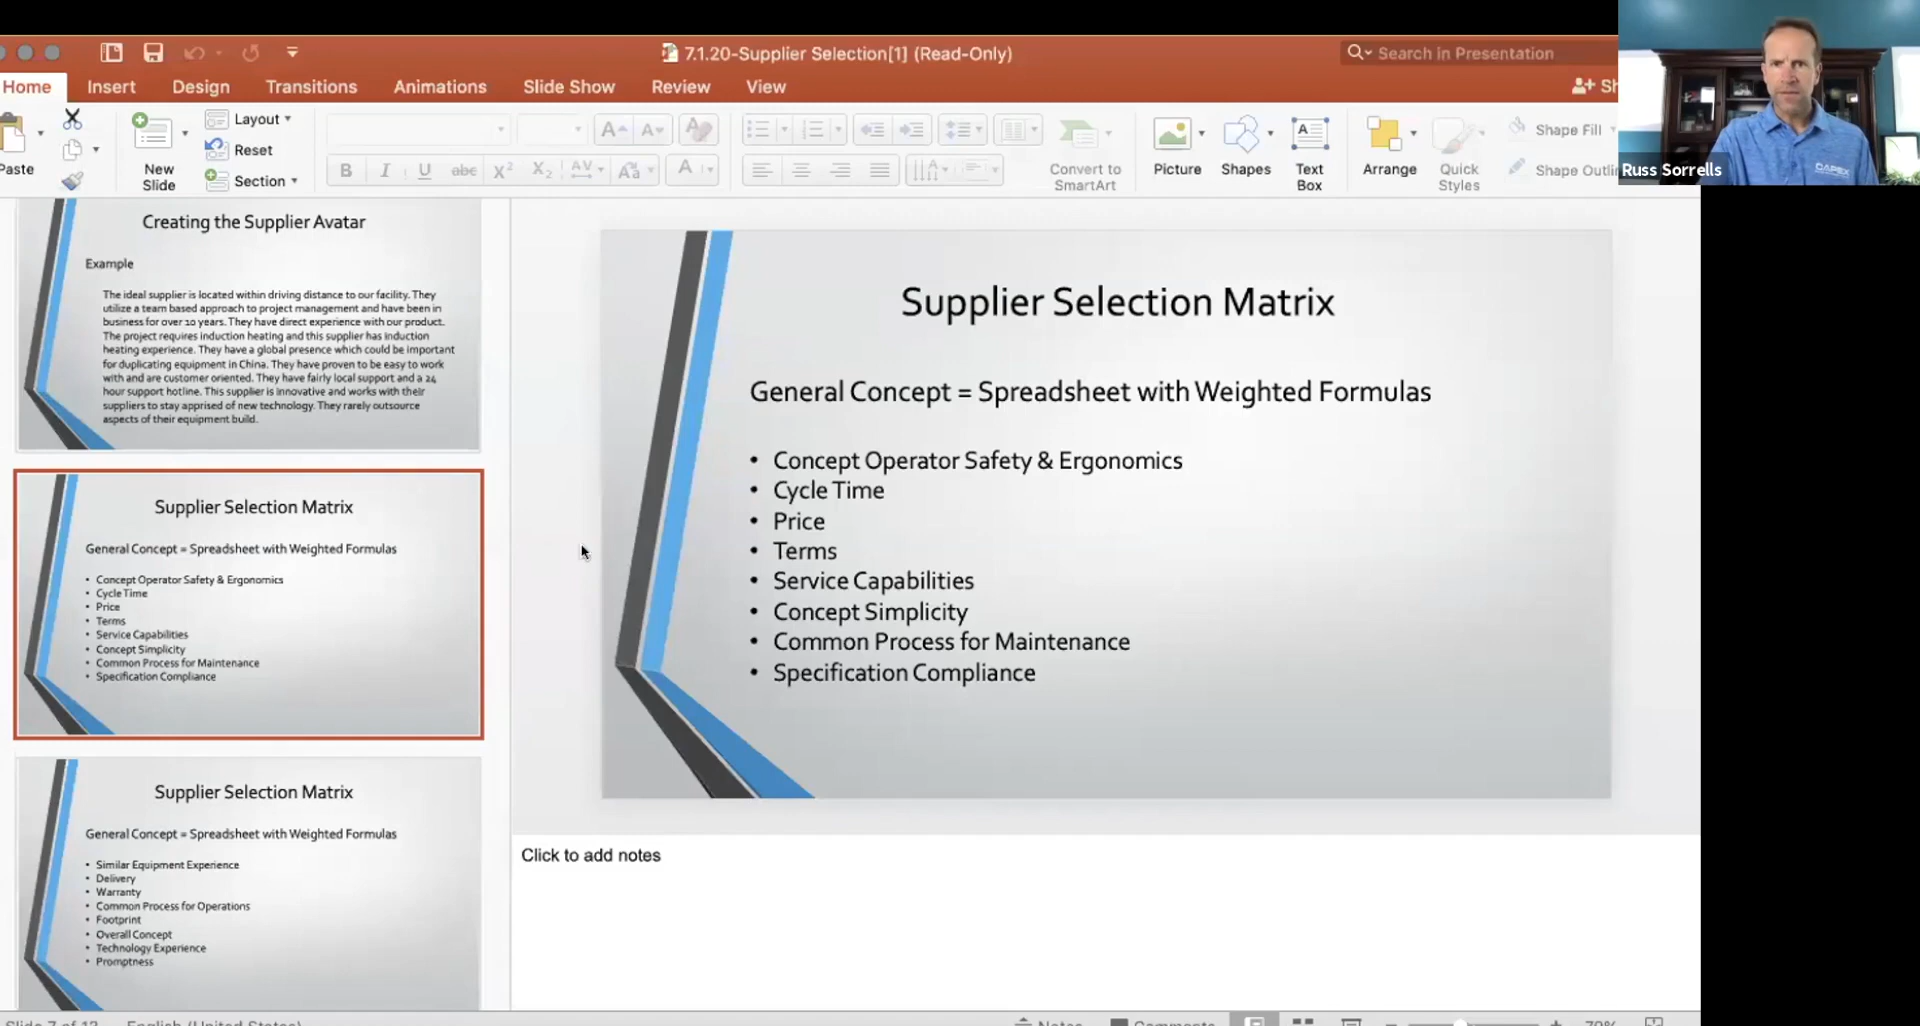 7.1.20-Supplier Selection[1] (Read-Only)
Search in Presentation
Home Insert Design Transitions Animations Slide Show Review View
Paste
New
Slide
Layout
Reset
Section
B I U abc X² X₂ AV Aa A
Convert to
SmartArt
Picture
Shapes
Text
Box
Arrange
Quick
Styles
Shape Fill
Russ Sorrells
Creating the Supplier Avatar
Example
The ideal supplier is located within driving distance to our facility. They
utilize a team based approach to project management and have been in
business for over 10 years. They have direct experience with our product.
The project requires induction heating and this supplier has induction
heating experience. They have a global presence which could be important
for duplicating equipment in China. They have proven to be easy to work
with and are customer oriented. They have fairly local support and a 24
hour support hotline. This supplier is innovative and works with their
suppliers to stay apprised of new technology. They rarely outsource
aspects of their equipment build.
Supplier Selection Matrix
General Concept = Spreadsheet with Weighted Formulas
• Concept Operator Safety & Ergonomics
• Cycle Time
• Price
• Terms
• Service Capabilities
• Concept Simplicity
• Common Process for Maintenance
• Specification Compliance
Supplier Selection Matrix
General Concept = Spreadsheet with Weighted Formulas
• Similar Equipment Experience
• Delivery
• Warranty
• Common Process for Operations
• Footprint
• Overall Concept
• Technology Experience
• Promptness
Supplier Selection Matrix
General Concept = Spreadsheet with Weighted Formulas
• Concept Operator Safety & Ergonomics
• Cycle Time
• Price
• Terms
• Service Capabilities
• Concept Simplicity
• Common Process for Maintenance
• Specification Compliance
Click to add notes